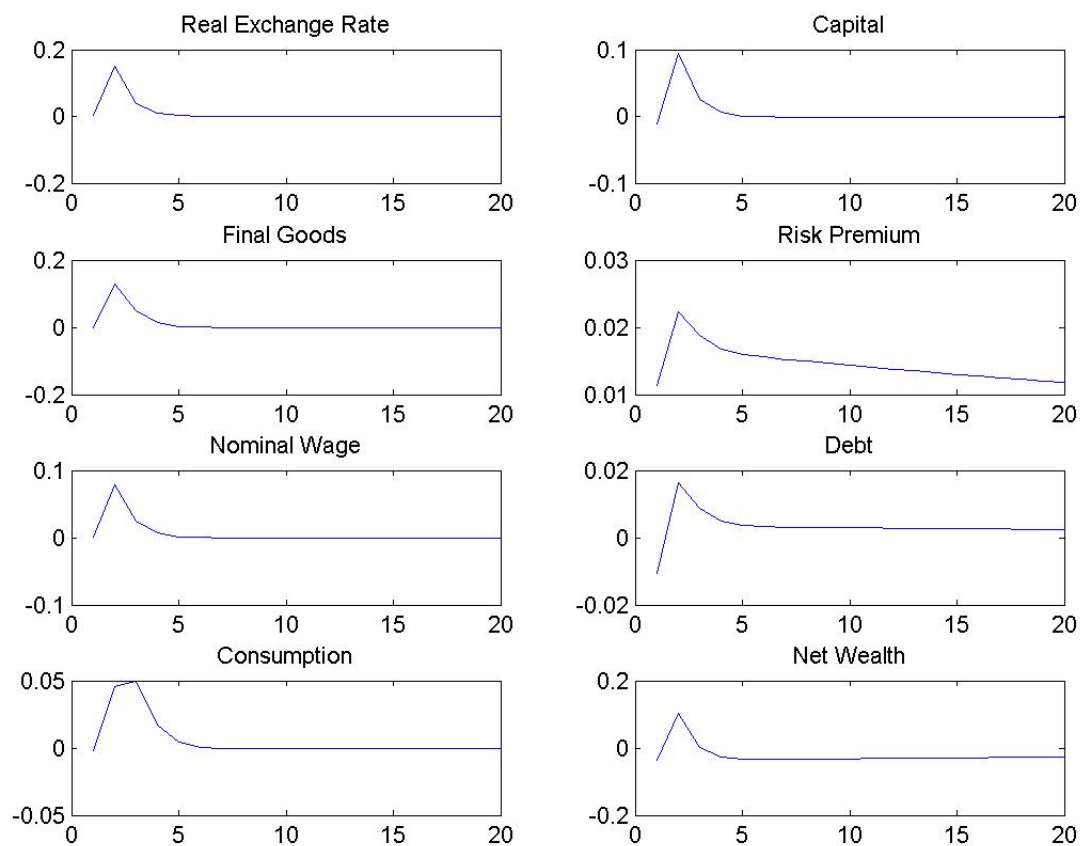 Real Exchange Rate
0.2
0
-0.2
0 5 10 15 20
Capital
0.1
0
-0.1
0 5 10 15 20
Final Goods
0.2
0
-0.2
0 5 10 15 20
Risk Premium
0.03
0.02
0.01
0 5 10 15 20
Nominal Wage
0.1
0
-0.1
0 5 10 15 20
Debt
0.02
0
-0.02
0 5 10 15 20
Consumption
0.05
0
-0.05
0 5 10 15 20
Net Wealth
0.2
0
-0.2
0 5 10 15 20